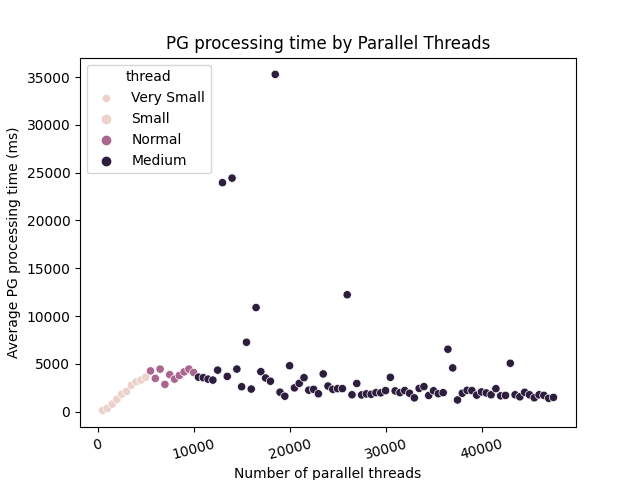 PG processing time by Parallel Threads
thread
Very Small
Small
Normal
Medium
35000
30000
25000
20000
15000
10000
5000
0
Average PG processing time (ms)
0
10000
20000
30000
40000
Number of parallel threads